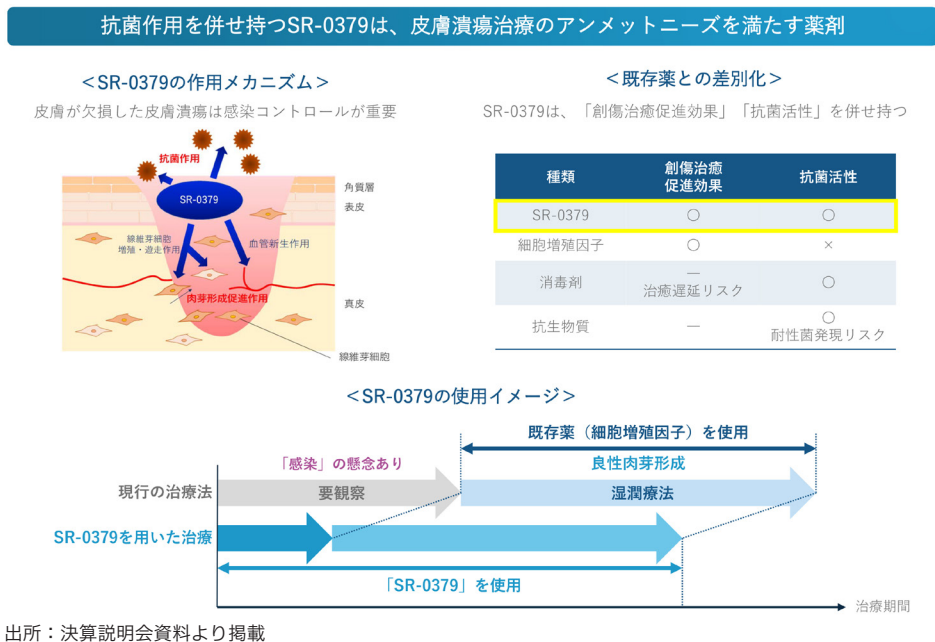 抗菌作用を併せ持つSR-0379は、皮膚潰瘍治療のアンメットニーズを満たす薬剤
＜SR-0379の作用メカニズム＞
皮膚が欠損した皮膚潰瘍は感染コントロールが重要
抗菌作用
SR-0379
線維芽細胞
増殖・遊走作用
血管新生作用
肉芽形成促進作用
角質層
表皮
真皮
線維芽細胞
＜既存薬との差別化＞
SR-0379は、「創傷治癒促進効果」「抗菌活性」を併せ持つ
種類 創傷治癒 抗菌活性
促進効果
SR-0379 ○ ○
細胞増殖因子 ○ ×
消毒剤 — ○
治癒遅延リスク
抗生物質 — ○
耐性菌発現リスク
＜SR-0379の使用イメージ＞
既存薬（細胞増殖因子）を使用
「感染」の懸念あり 良性肉芽形成
現行の治療法 要観察 湿潤療法
SR-0379を用いた治療
「SR-0379」を使用
治療期間
出所：決算説明会資料より掲載